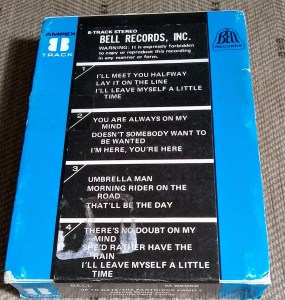 AMPEX
8
TRACK
8-TRACK STEREO
BELL RECORDS, INC.
WARNING: It is expressly forbidden
to copy or reproduce this recording
in any manner or form.
BELL
RECORDS
1
I'LL MEET YOU HALFWAY
LAY IT ON THE LINE
I'LL LEAVE MYSELF A LITTLE
TIME
2
YOU ARE ALWAYS ON MY
MIND
DOESN'T SOMEBODY WANT TO
BE WANTED
I'M HERE, YOU'RE HERE
3
UMBRELLA MAN
MORNING RIDER ON THE
ROAD
THAT'LL BE THE DAY
4
THERE'S NO DOUBT ON MY
MIND
SHE'D RATHER HAVE THE
RAIN
I'LL LEAVE MYSELF A LITTLE
TIME
BELL